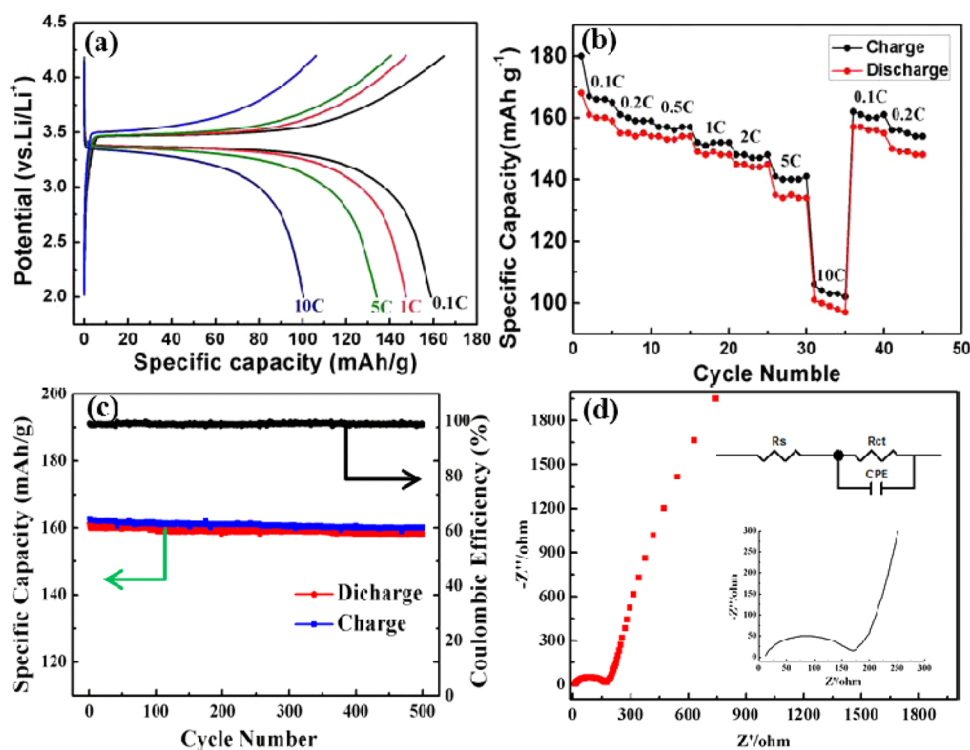 (a)
4.5
4.0
3.5
3.0
2.5
2.0
Potential (vs.Li/Li⁺)
10C
5C
1C
0.1C
0 20 40 60 80 100 120 140 160 180
Specific capacity (mAh/g)
(b)
180
160
140
120
100
Specific Capacity(mAh g⁻¹)
Charge
Discharge
0.1C
0.2C
0.5C
1C
2C
5C
10C
0.1C
0.2C
0 10 20 30 40 50
Cycle Numble
(c)
200
190
180
170
160
150
140
130
120
110
Specific Capacity (mAh/g)
100
80
60
40
20
0
Coulombic Efficiency (%)
Dicharge
Charge
0 100 200 300 400 500
Cycle Number
(d)
1800
1500
1200
900
600
300
0
-Z''/ohm
Rs
Rct
CPE
300
250
200
150
100
50
0
-Z''/ohm
0 50 100 150 200 250 300
Z'/ohm
0 300 600 900 1200 1500 1800
Z'/ohm